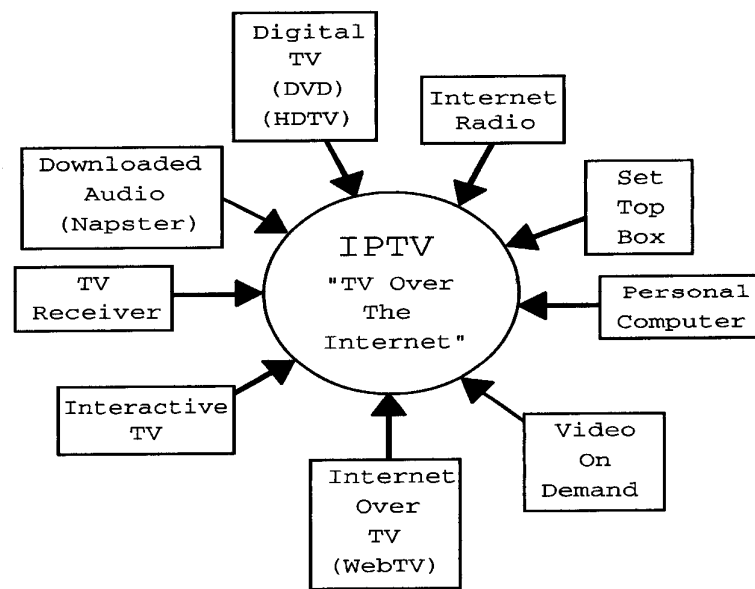 Digital
TV
(DVD)
(HDTV)
Internet
Radio
Downloaded
Audio
(Napster)
Set
Top
Box
IPTV
"TV Over
The
Internet"
TV
Receiver
Personal
Computer
Interactive
TV
Video
On
Demand
Internet
Over
TV
(WebTV)